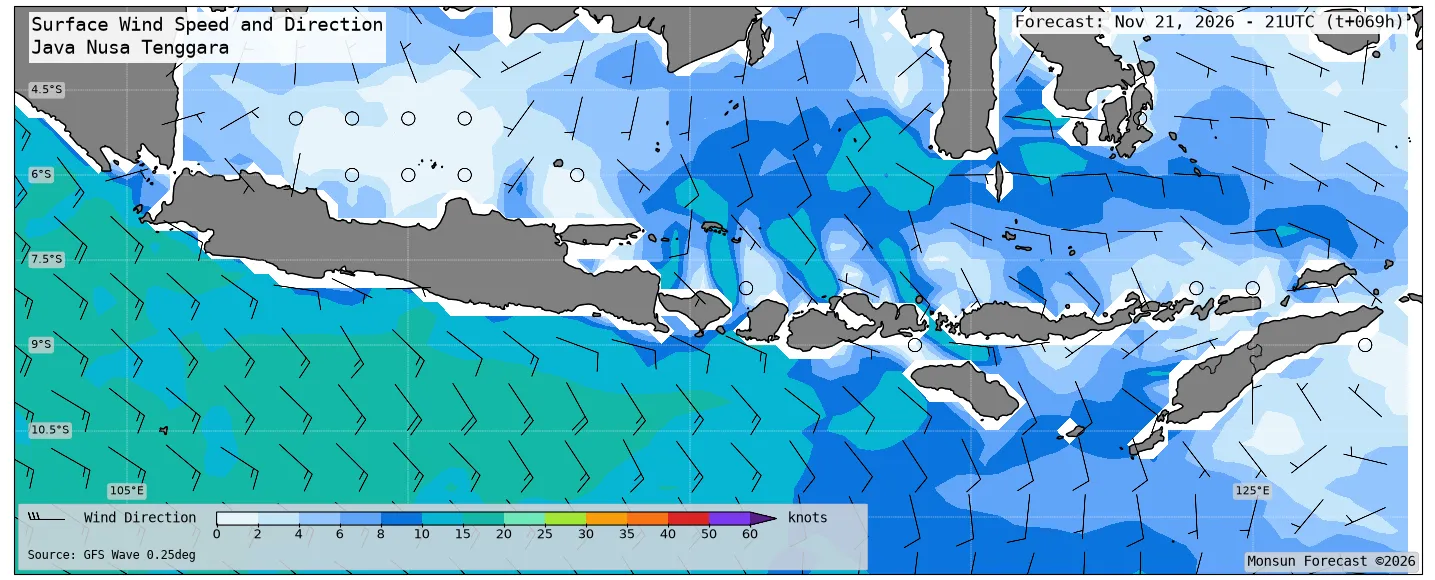 Surface Wind Speed and Direction
Java Nusa Tenggara
Forecast: Nov 21, 2026 - 21UTC (t+069h)
4.5°S
6°S
7.5°S
9°S
10.5°S
105°E
125°E
Wind Direction
0 2 4 6 8 10 15 20 25 30 35 40 50 60
knots
Source: GFS Wave 0.25deg
Monsun Forecast ©2026